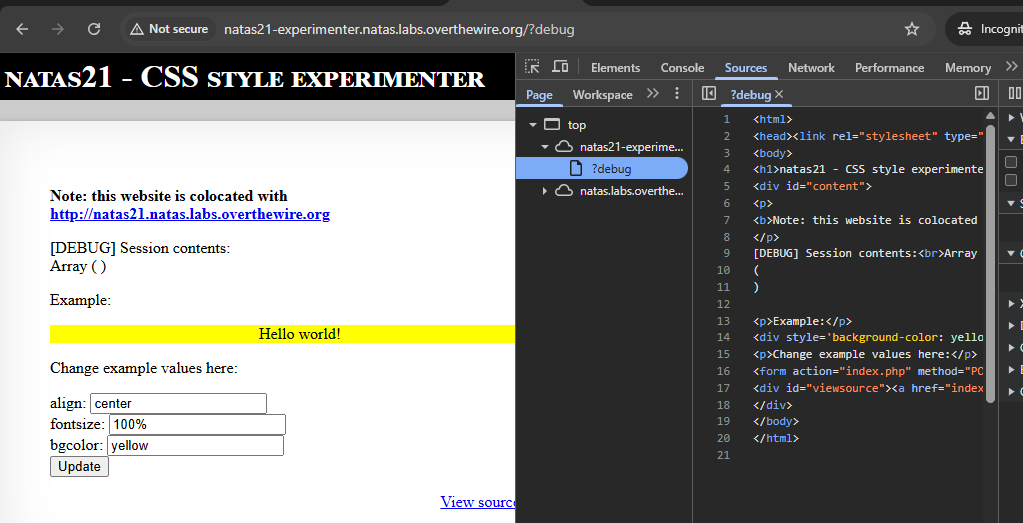 Not secure natas21-experimenter.natas.labs.overthewire.org/?debug Incognit
NATAS21 - CSS STYLE EXPERIMENTER
Note: this website is colocated with
http://natas21.natas.labs.overthewire.org
[DEBUG] Session contents:
Array ( )
Example:
Hello world!
Change example values here:
align: center
fontsize: 100%
bgcolor: yellow
Update
View source
Elements Console Sources Network Performance Memory
Page Workspace
?debug
top
natas21-experime...
?debug
natas.labs.overthe...
1 <html>
2 <head><link rel="stylesheet" type="
3 <body>
4 <h1>natas21 - CSS style experimente
5 <div id="content">
6 <p>
7 <b>Note: this website is colocated
8 </p>
9 [DEBUG] Session contents:<br>Array
10 (
11 )
12
13 <p>Example:</p>
14 <div style='background-color: yello
15 <p>Change example values here:</p>
16 <form action="index.php" method="PO
17 <div id="viewsource"><a href="index
18 </div>
19 </body>
20 </html>
21